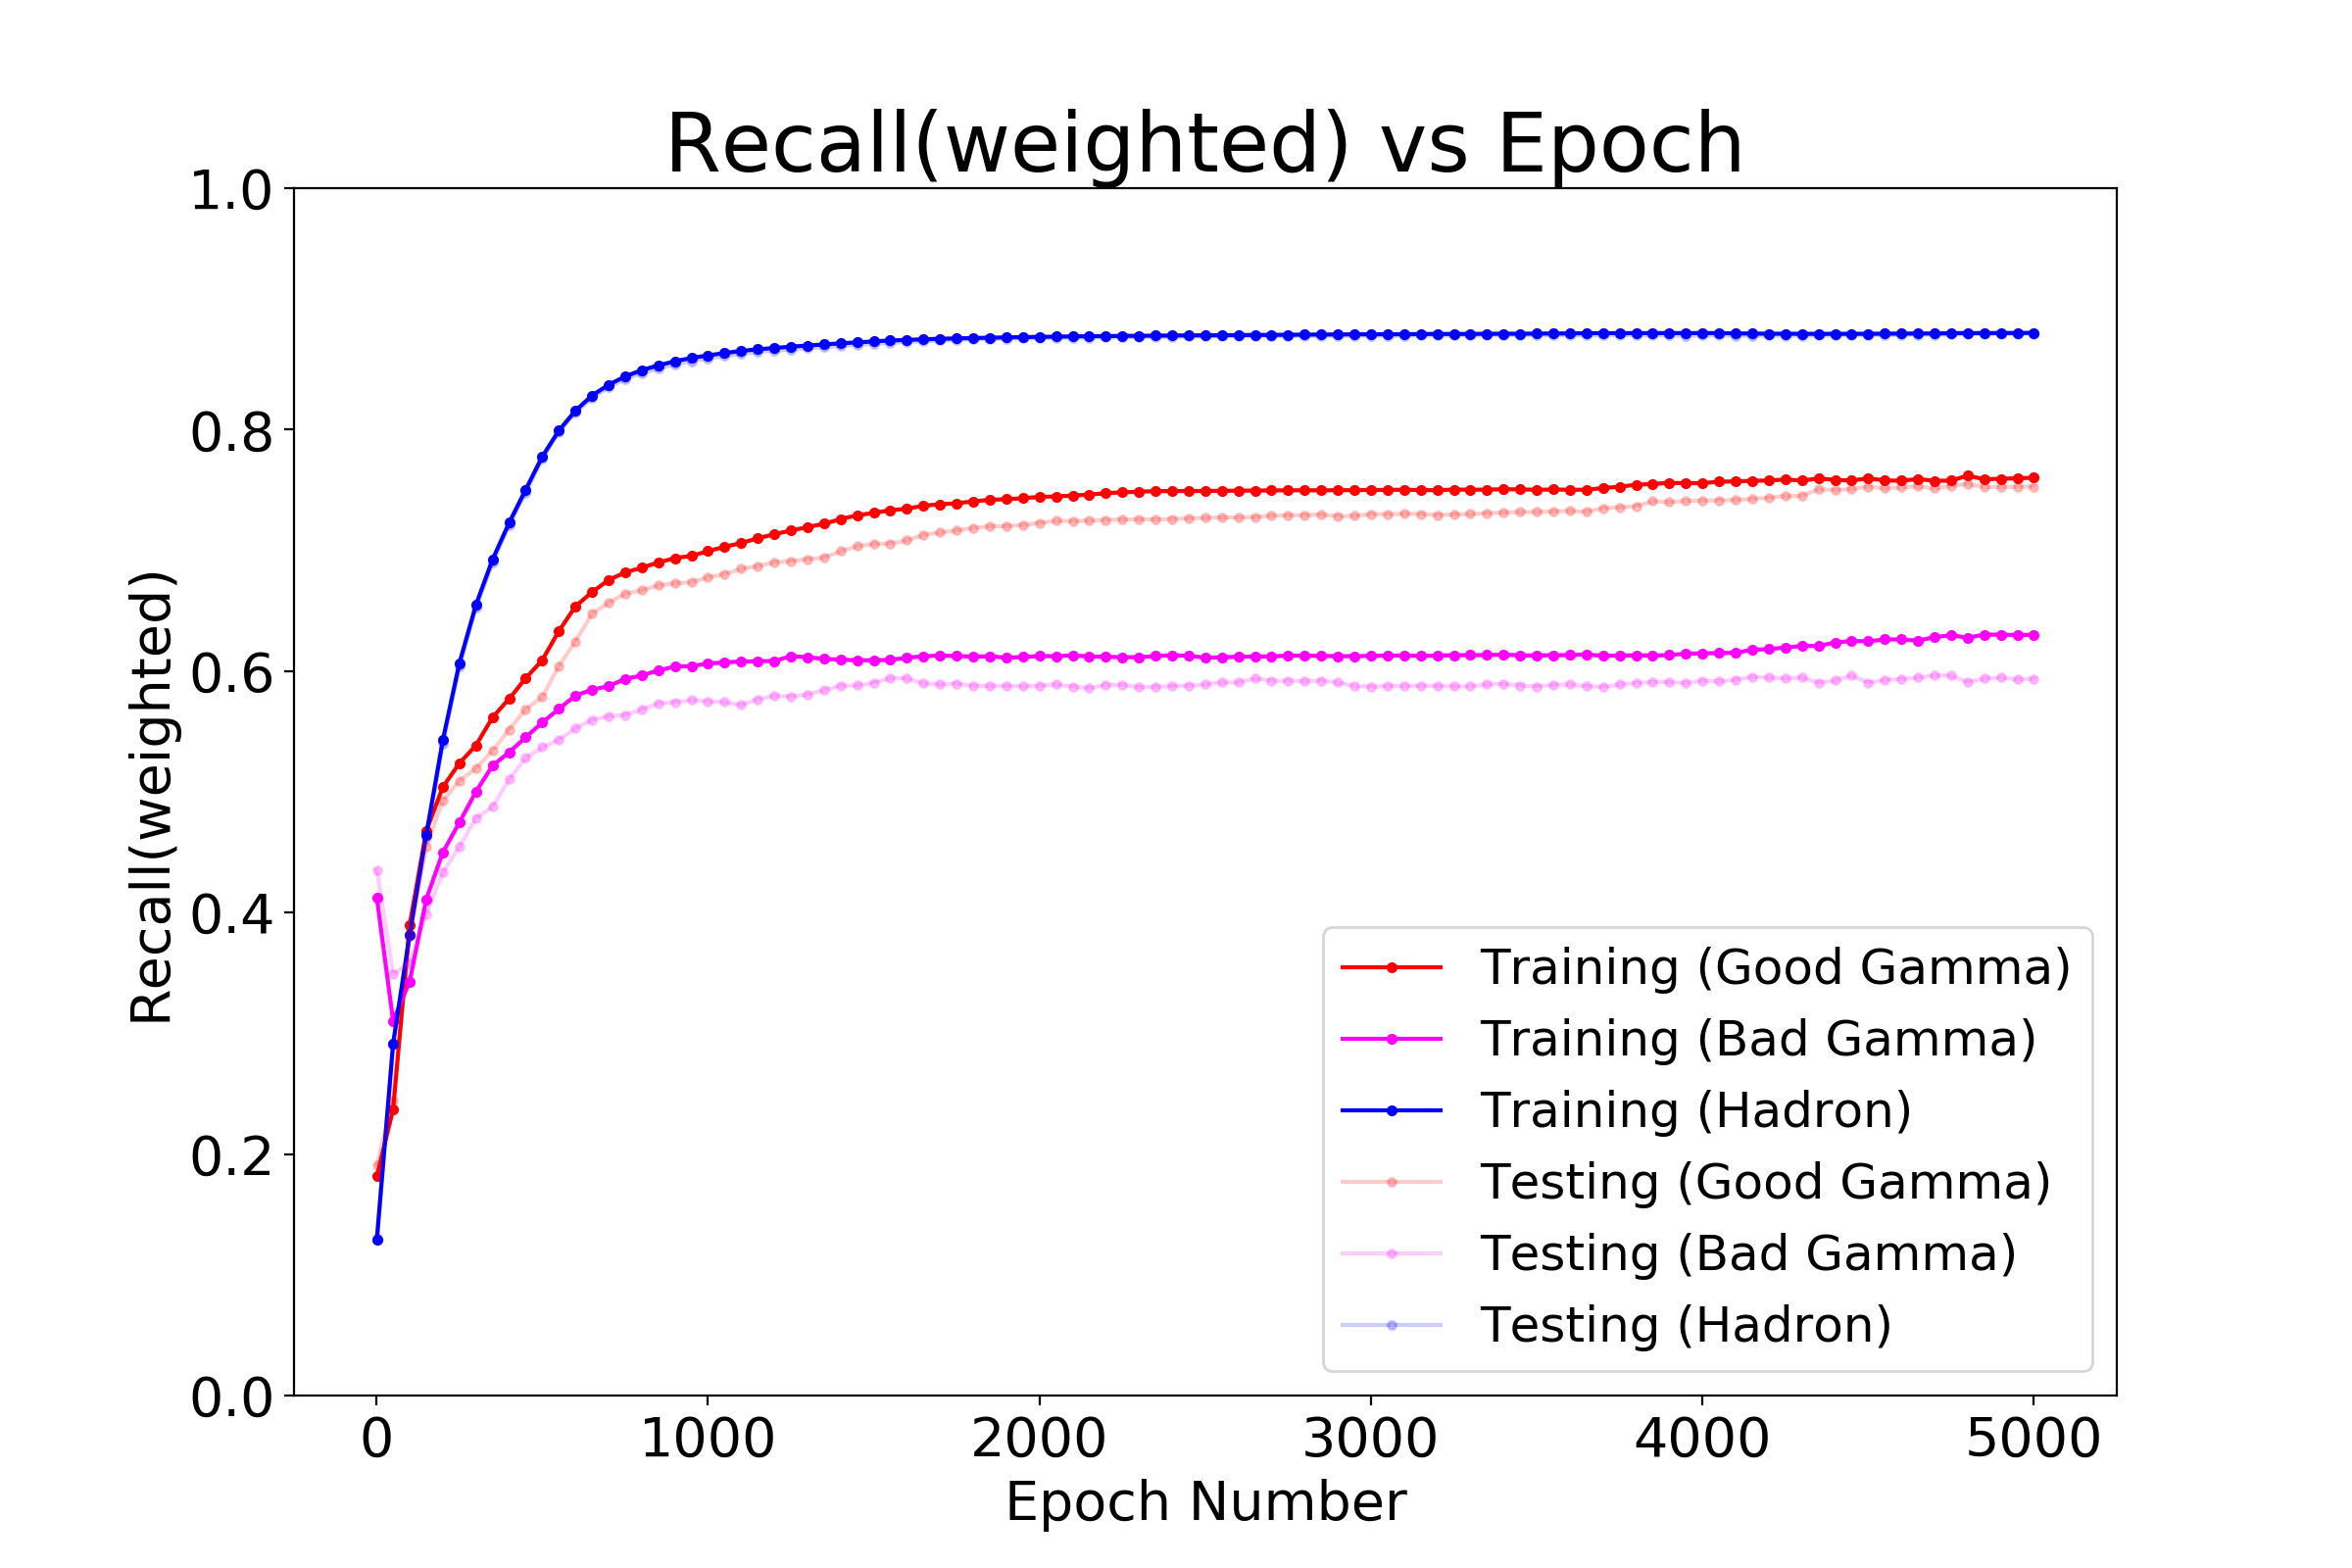 Recall(weighted) vs Epoch
Recall(weighted)
1.0
0.8
0.6
0.4
0.2
0.0
Training (Good Gamma)
Training (Bad Gamma)
Training (Hadron)
Testing (Good Gamma)
Testing (Bad Gamma)
Testing (Hadron)
0 1000 2000 3000 4000 5000
Epoch Number